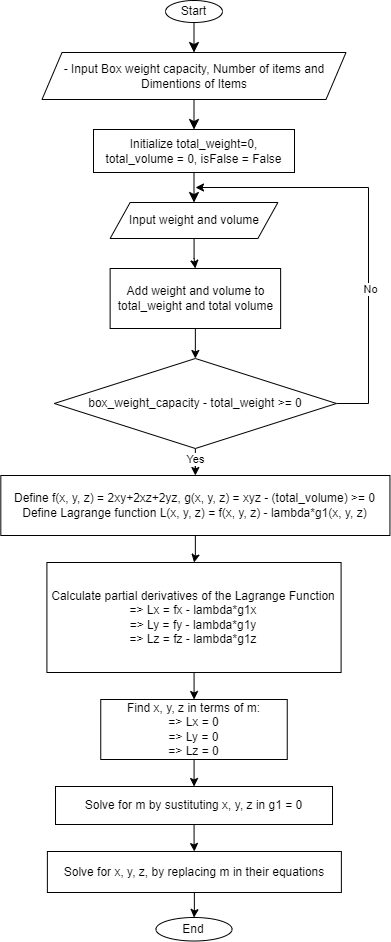 Start
- Input Box weight capacity, Number of items and
Dimentions of Items
Initialize total_weight=0,
total_volume = 0, isFalse = False
Input weight and volume
Add weight and volume to
total_weight and total volume
No
box_weight_capacity - total_weight >= 0
Yes
Define f(x, y, z) = 2xy+2xz+2yz, g(x, y, z) = xyz - (total_volume) >= 0
Define Lagrange function L(x, y, z) = f(x, y, z) - lambda*g1(x, y, z)
Calculate partial derivatives of the Lagrange Function
=> Lx = fx - lambda*g1x
=> Ly = fy - lambda*g1y
=> Lz = fz - lambda*g1z
Find x, y, z in terms of m:
=> Lx = 0
=> Ly = 0
=> Lz = 0
Solve for m by sustituting x, y, z in g1 = 0
Solve for x, y, z, by replacing m in their equations
End